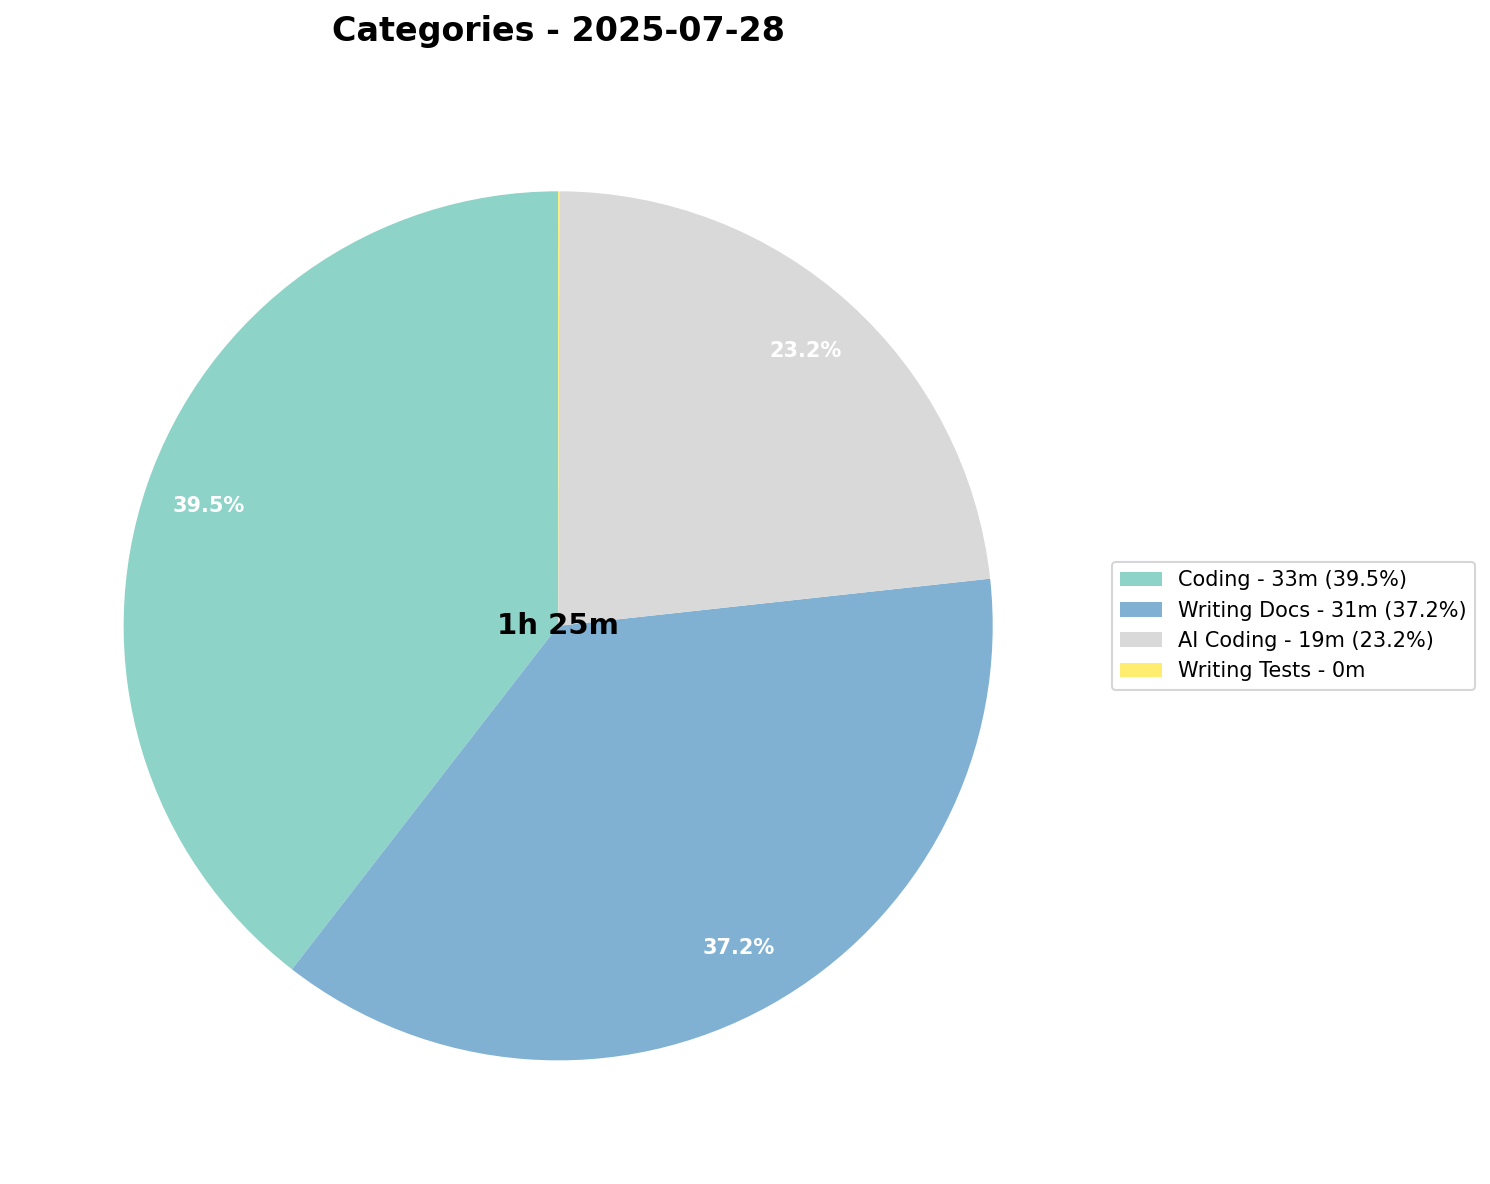 Categories - 2025-07-28
23.2%
39.5%
1h 25m
37.2%
Coding - 33m (39.5%)
Writing Docs - 31m (37.2%)
AI Coding - 19m (23.2%)
Writing Tests - 0m